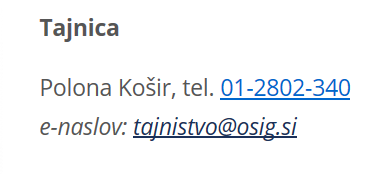 Tajnica
Polona Košir, tel. 01-2802-340
e-naslov: tajnistvo@osig.si